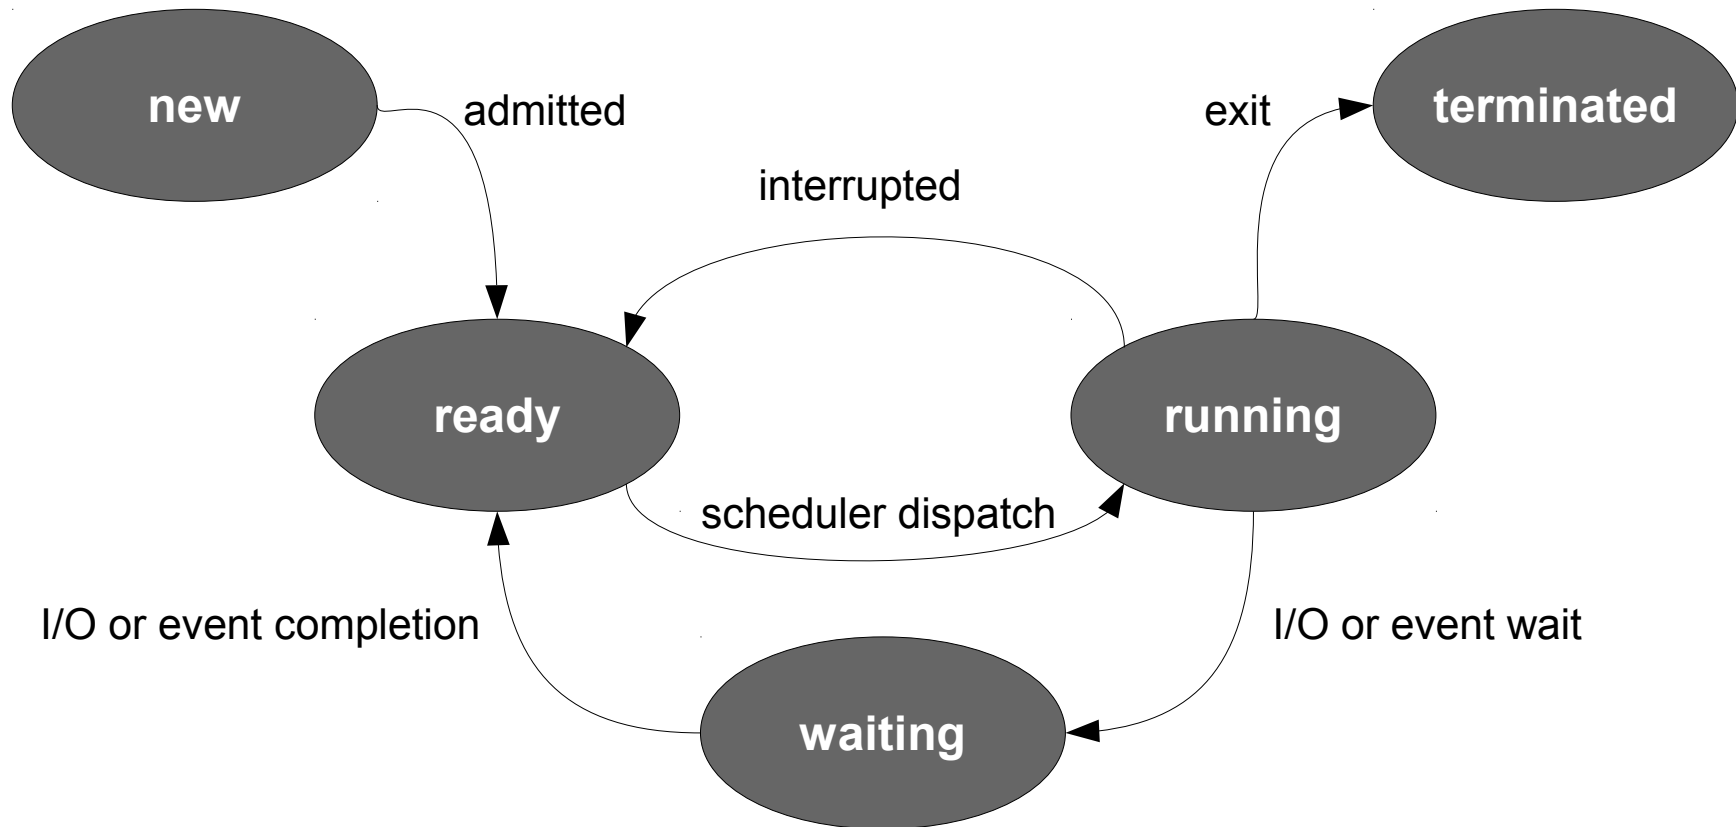 new
admitted
exit
terminated
interrupted
ready
running
scheduler dispatch
I/O or event completion
I/O or event wait
waiting